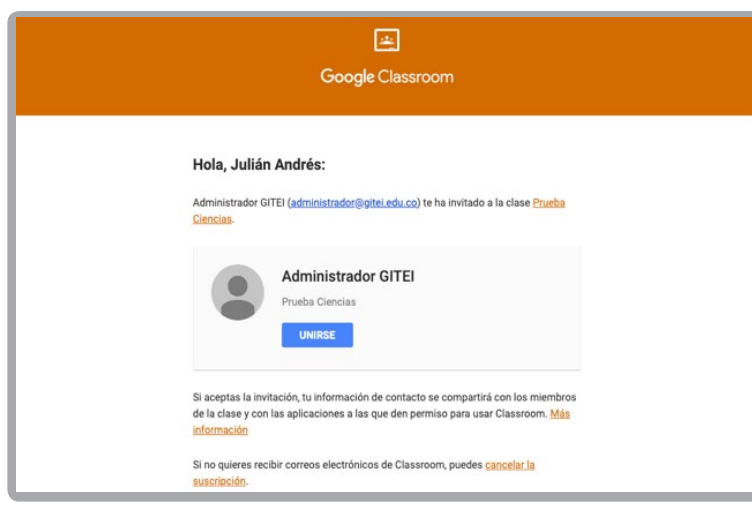 Google Classroom
Hola, Julián Andrés:
Administrador GITEI (administrador@gitei.edu.co) te ha invitado a la clase Prueba
Ciencias.
Administrador GITEI
Prueba Ciencias
UNIRSE
Si aceptas la invitación, tu información de contacto se compartirá con los miembros
de la clase y con las aplicaciones a las que den permiso para usar Classroom. Más
información
Si no quieres recibir correos electrónicos de Classroom, puedes cancelar la
suscripción.